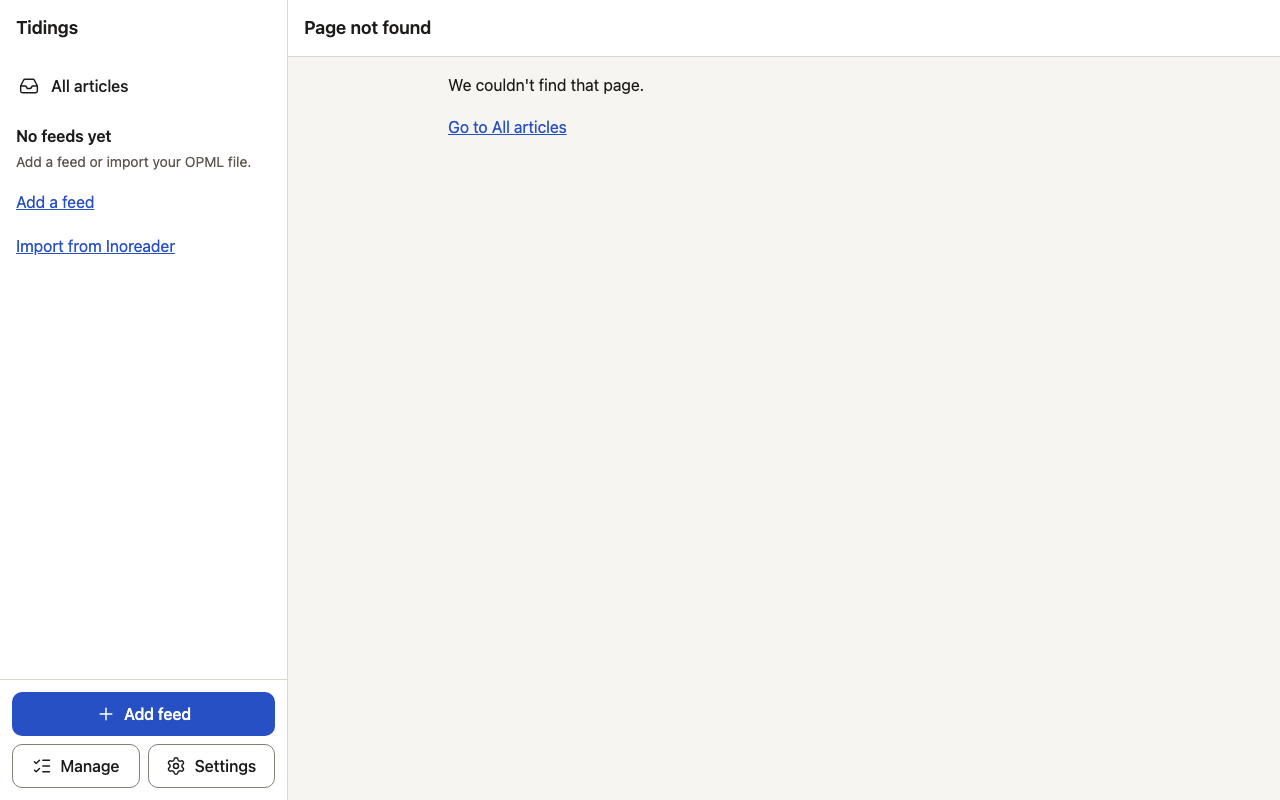 Tidings
All articles
No feeds yet
Add a feed or import your OPML file.
Add a feed
Import from Inoreader
Add feed
Manage
Settings
Page not found
We couldn't find that page.
Go to All articles